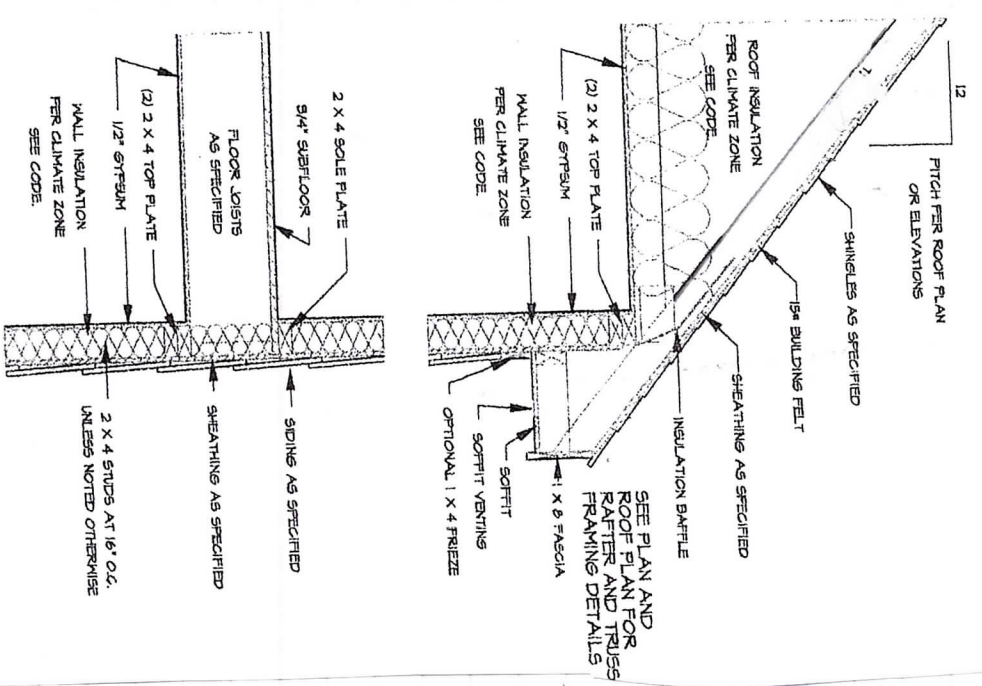 12
PITCH PER ROOF PLAN
OR ELEVATIONS
ROOF INSULATION
PER CLIMATE ZONE
SEE CODE.
SHINGLES AS SPECIFIED
15# BUILDING FELT
SHEATHING AS SPECIFIED
INSULATION BAFFLE
SEE PLAN AND
ROOF PLAN FOR
RAFTER AND TRUSS
FRAMING DETAILS
1 X 8 FASCIA
SOFFIT
SOFFIT VENTING
OPTIONAL 1 X 4 FRIEZE
1/2" GYPSUM
(2) 2 X 4 TOP PLATE
WALL INSULATION
PER CLIMATE ZONE
SEE CODE.
2 X 4 SOLE PLATE
3/4" SUBFLOOR
FLOOR JOISTS
AS SPECIFIED
1/2" GYPSUM
(2) 2 X 4 TOP PLATE
WALL INSULATION
PER CLIMATE ZONE
SEE CODE.
SIDING AS SPECIFIED
SHEATHING AS SPECIFIED
2 X 4 STUDS AT 16" O.C.
UNLESS NOTED OTHERWISE